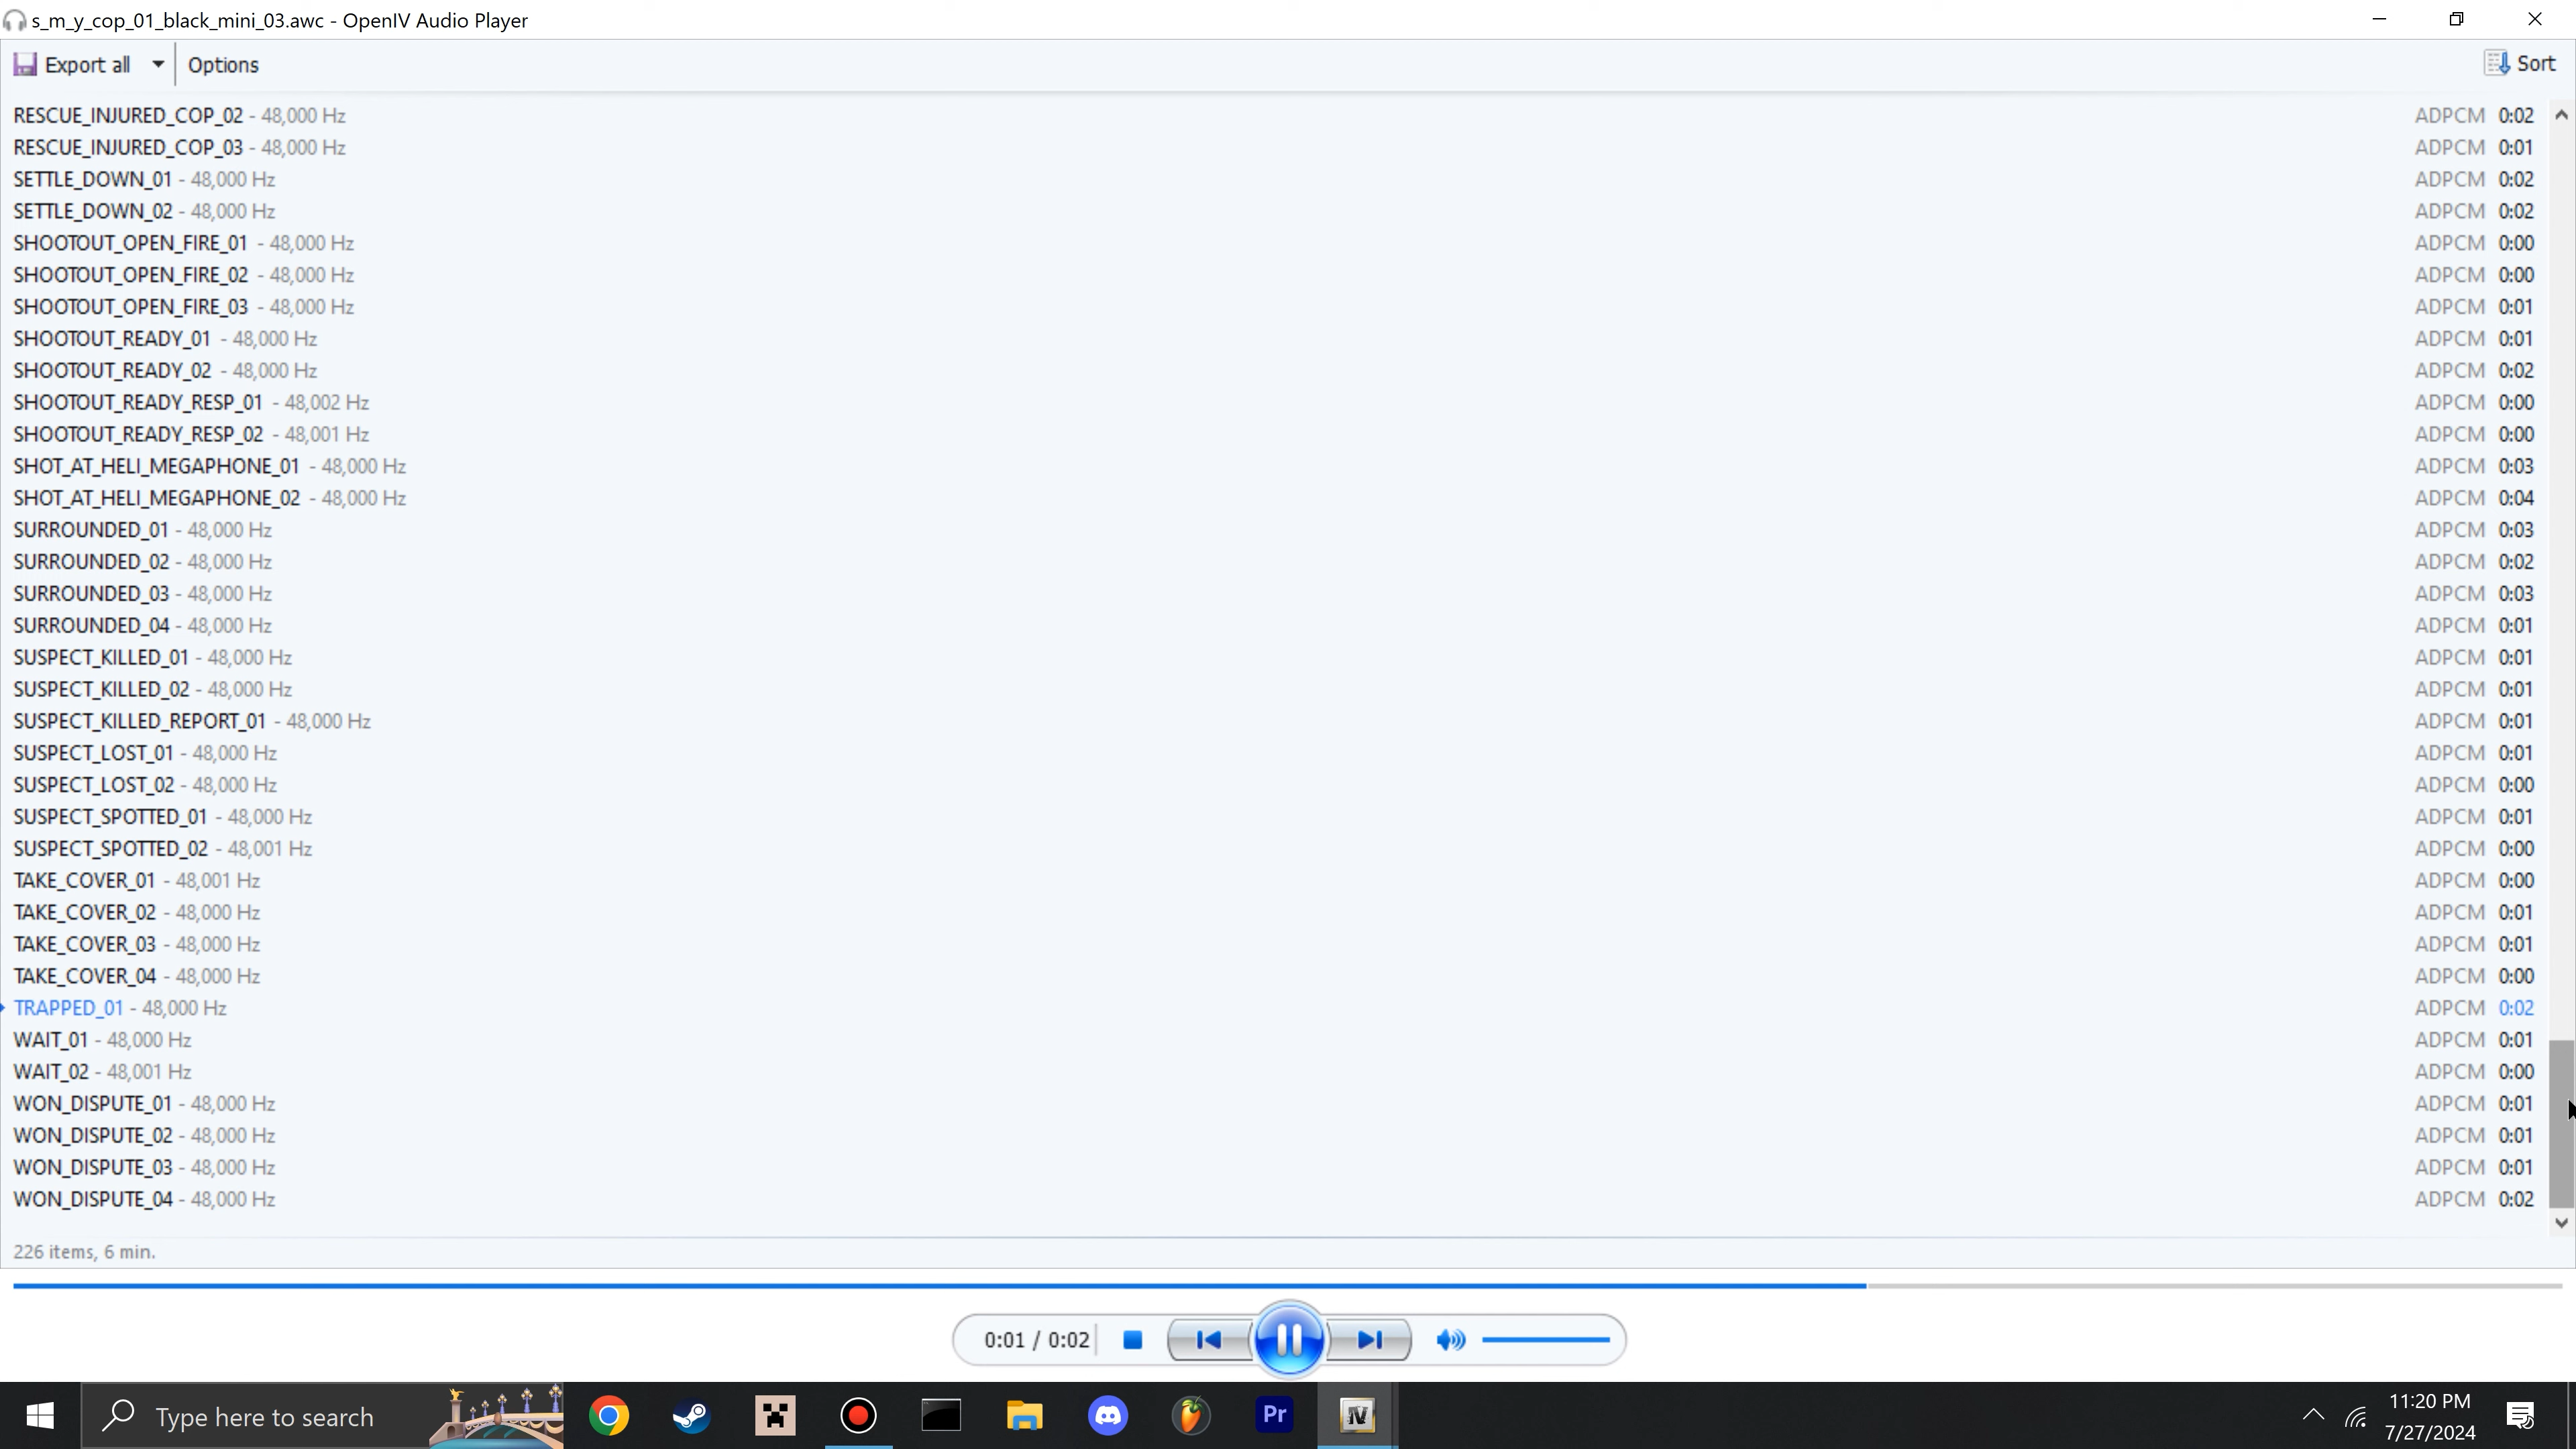 s_m_y_cop_01_black_mini_03.awc - OpenIV Audio Player
Export all Options Sort
RESCUE_INJURED_COP_02 - 48,000 Hz ADPCM 0:02
RESCUE_INJURED_COP_03 - 48,000 Hz ADPCM 0:01
SETTLE_DOWN_01 - 48,000 Hz ADPCM 0:02
SETTLE_DOWN_02 - 48,000 Hz ADPCM 0:02
SHOOTOUT_OPEN_FIRE_01 - 48,000 Hz ADPCM 0:00
SHOOTOUT_OPEN_FIRE_02 - 48,000 Hz ADPCM 0:00
SHOOTOUT_OPEN_FIRE_03 - 48,000 Hz ADPCM 0:01
SHOOTOUT_READY_01 - 48,000 Hz ADPCM 0:01
SHOOTOUT_READY_02 - 48,000 Hz ADPCM 0:02
SHOOTOUT_READY_RESP_01 - 48,002 Hz ADPCM 0:00
SHOOTOUT_READY_RESP_02 - 48,001 Hz ADPCM 0:00
SHOT_AT_HELI_MEGAPHONE_01 - 48,000 Hz ADPCM 0:03
SHOT_AT_HELI_MEGAPHONE_02 - 48,000 Hz ADPCM 0:04
SURROUNDED_01 - 48,000 Hz ADPCM 0:03
SURROUNDED_02 - 48,000 Hz ADPCM 0:02
SURROUNDED_03 - 48,000 Hz ADPCM 0:03
SURROUNDED_04 - 48,000 Hz ADPCM 0:01
SUSPECT_KILLED_01 - 48,000 Hz ADPCM 0:01
SUSPECT_KILLED_02 - 48,000 Hz ADPCM 0:01
SUSPECT_KILLED_REPORT_01 - 48,000 Hz ADPCM 0:01
SUSPECT_LOST_01 - 48,000 Hz ADPCM 0:01
SUSPECT_LOST_02 - 48,000 Hz ADPCM 0:00
SUSPECT_SPOTTED_01 - 48,000 Hz ADPCM 0:01
SUSPECT_SPOTTED_02 - 48,001 Hz ADPCM 0:00
TAKE_COVER_01 - 48,001 Hz ADPCM 0:00
TAKE_COVER_02 - 48,000 Hz ADPCM 0:01
TAKE_COVER_03 - 48,000 Hz ADPCM 0:01
TAKE_COVER_04 - 48,000 Hz ADPCM 0:00
TRAPPED_01 - 48,000 Hz ADPCM 0:02
WAIT_01 - 48,000 Hz ADPCM 0:01
WAIT_02 - 48,001 Hz ADPCM 0:00
WON_DISPUTE_01 - 48,000 Hz ADPCM 0:01
WON_DISPUTE_02 - 48,000 Hz ADPCM 0:01
WON_DISPUTE_03 - 48,000 Hz ADPCM 0:01
WON_DISPUTE_04 - 48,000 Hz ADPCM 0:02
226 items, 6 min.
0:01 / 0:02
Type here to search
Pr
IV
11:20 PM
7/27/2024